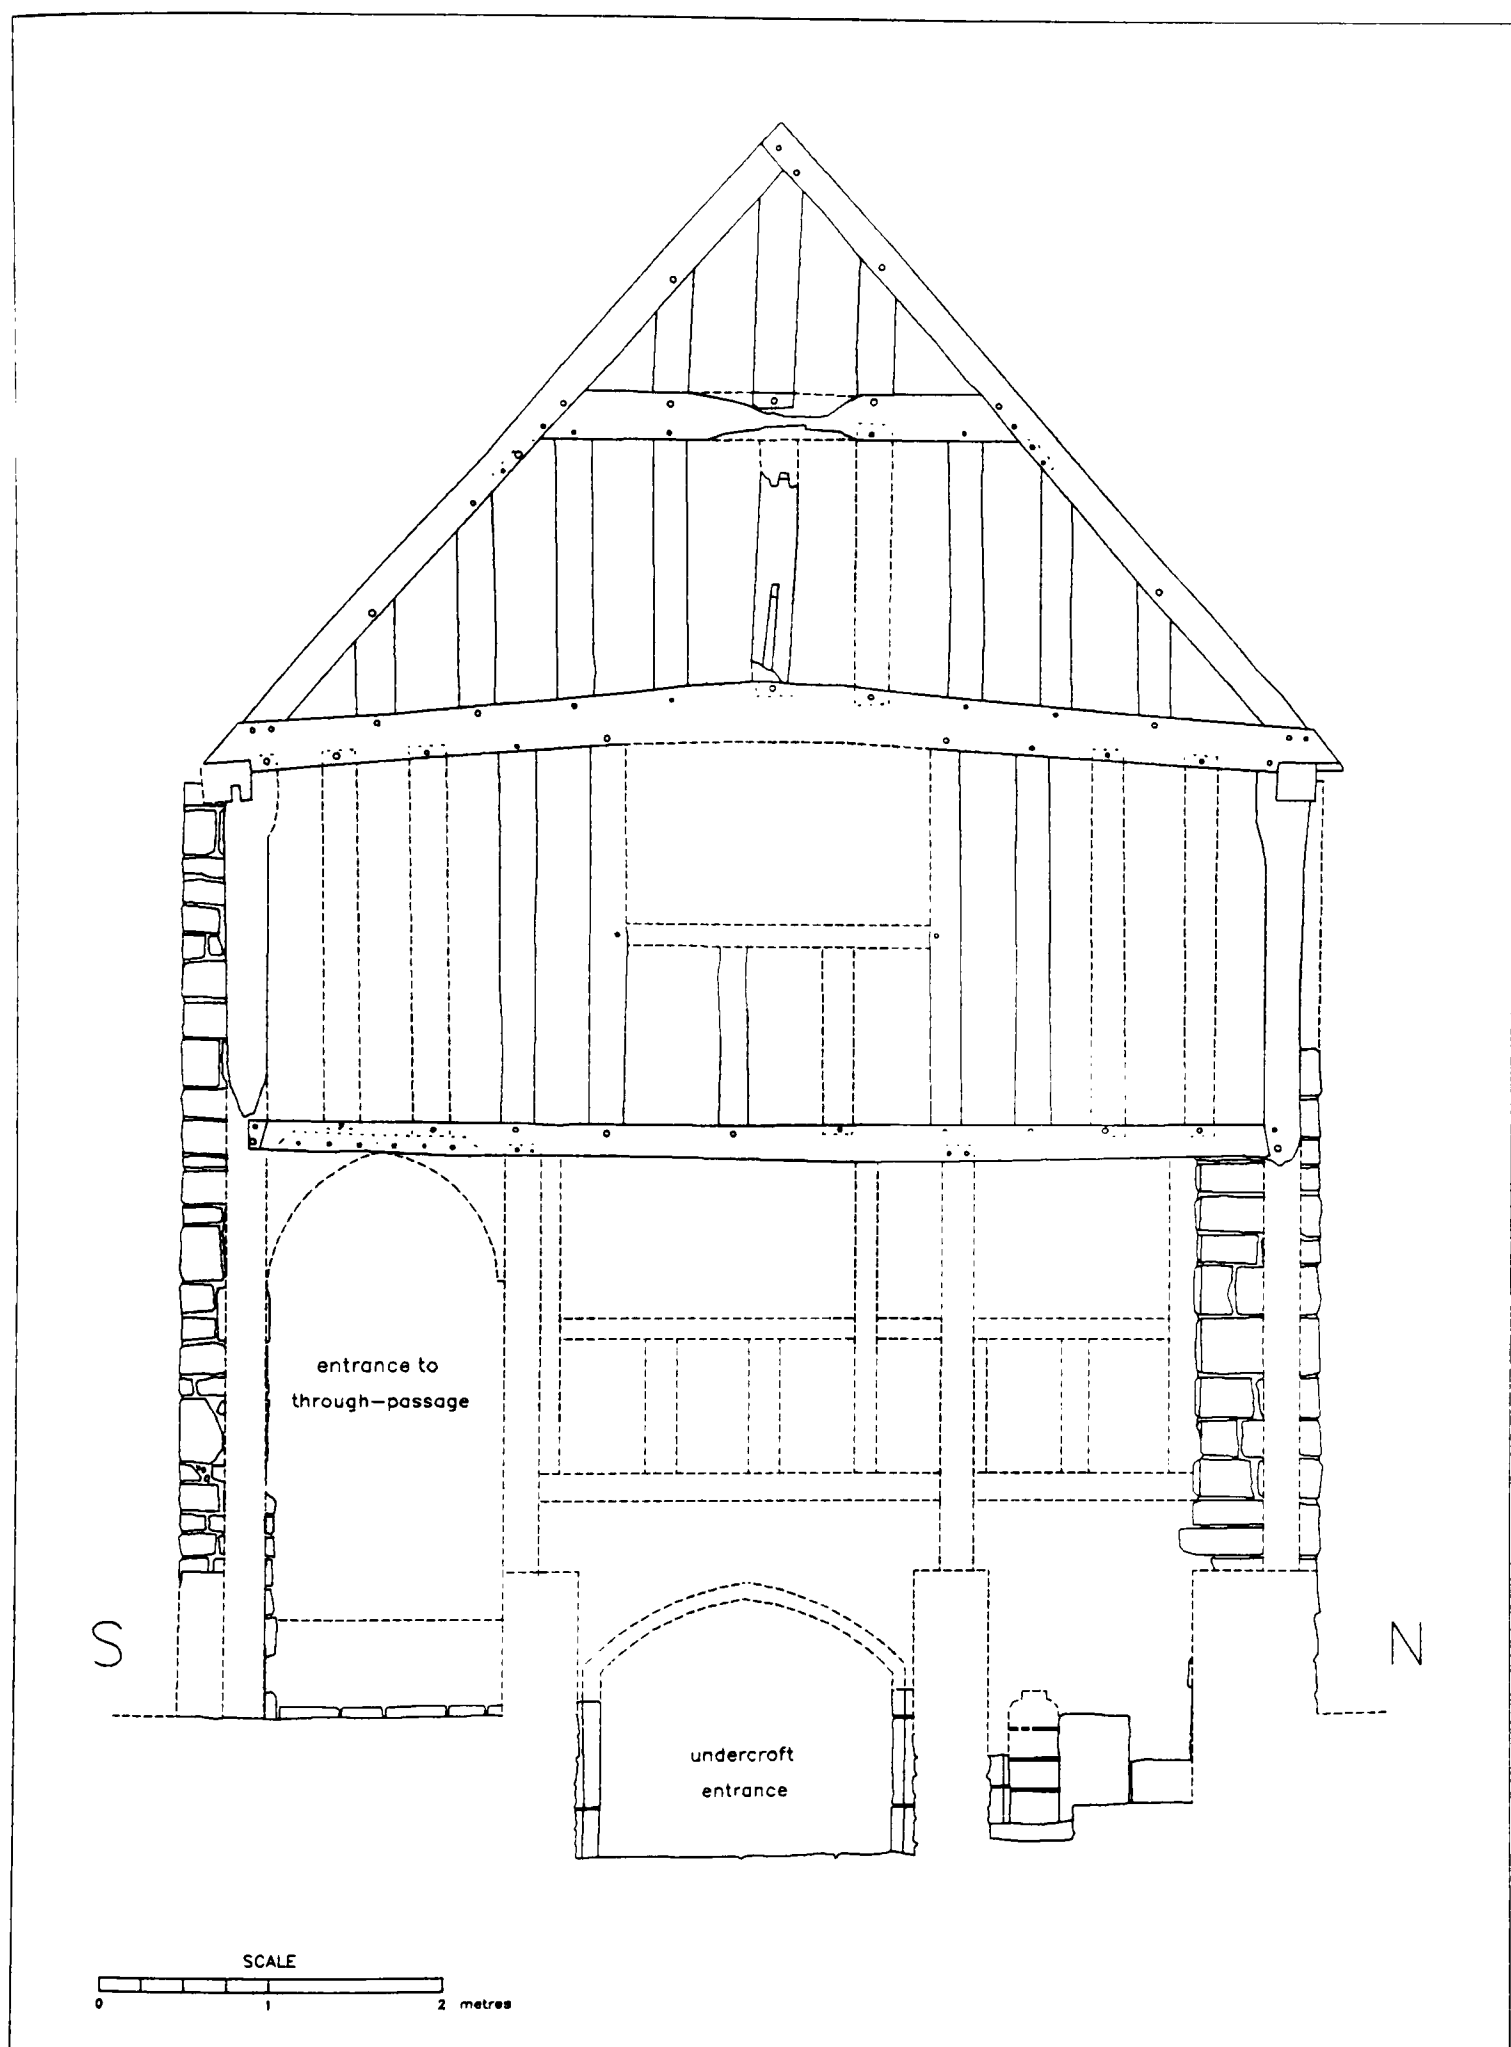 entrance to
through-passage
S
N
undercroft
entrance
SCALE
0 1 2 metres